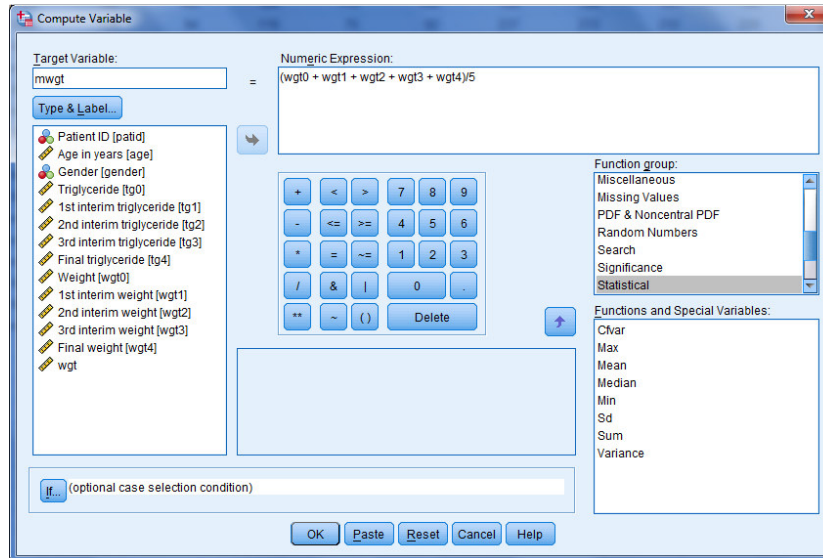 Compute Variable
Target Variable:
mwgt
=
Numeric Expression:
(wgt0 + wgt1 + wgt2 + wgt3 + wgt4)/5
Type & Label...
Patient ID [patid]
Age in years [age]
Gender [gender]
Triglyceride [tg0]
1st interim triglyceride [tg1]
2nd interim triglyceride [tg2]
3rd interim triglyceride [tg3]
Final triglyceride [tg4]
Weight [wgt0]
1st interim weight [wgt1]
2nd interim weight [wgt2]
3rd interim weight [wgt3]
Final weight [wgt4]
wgt
+ < > 7 8 9
- <= >= 4 5 6
* = ~= 1 2 3
/ & | 0 .
** ~ ( ) Delete
Function group:
Miscellaneous
Missing Values
PDF & Noncentral PDF
Random Numbers
Search
Significance
Statistical
Functions and Special Variables:
Cfvar
Max
Mean
Median
Min
Sd
Sum
Variance
If... (optional case selection condition)
OK Paste Reset Cancel Help